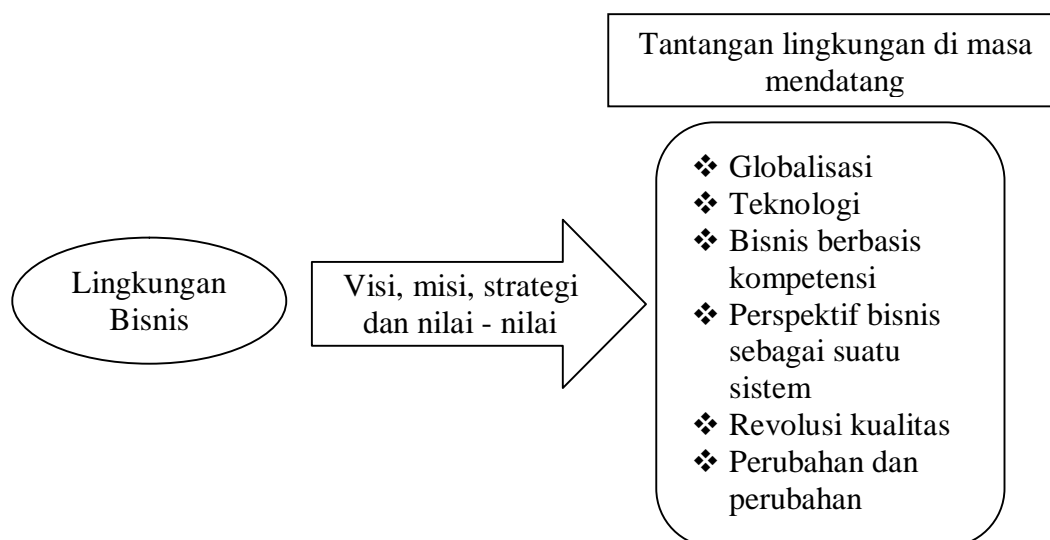 Tantangan lingkungan di masa
mendatang
❖ Globalisasi
❖ Teknologi
❖ Bisnis berbasis
kompetensi
❖ Perspektif bisnis
sebagai suatu
sistem
❖ Revolusi kualitas
❖ Perubahan dan
perubahan
Lingkungan
Bisnis
Visi, misi, strategi
dan nilai - nilai